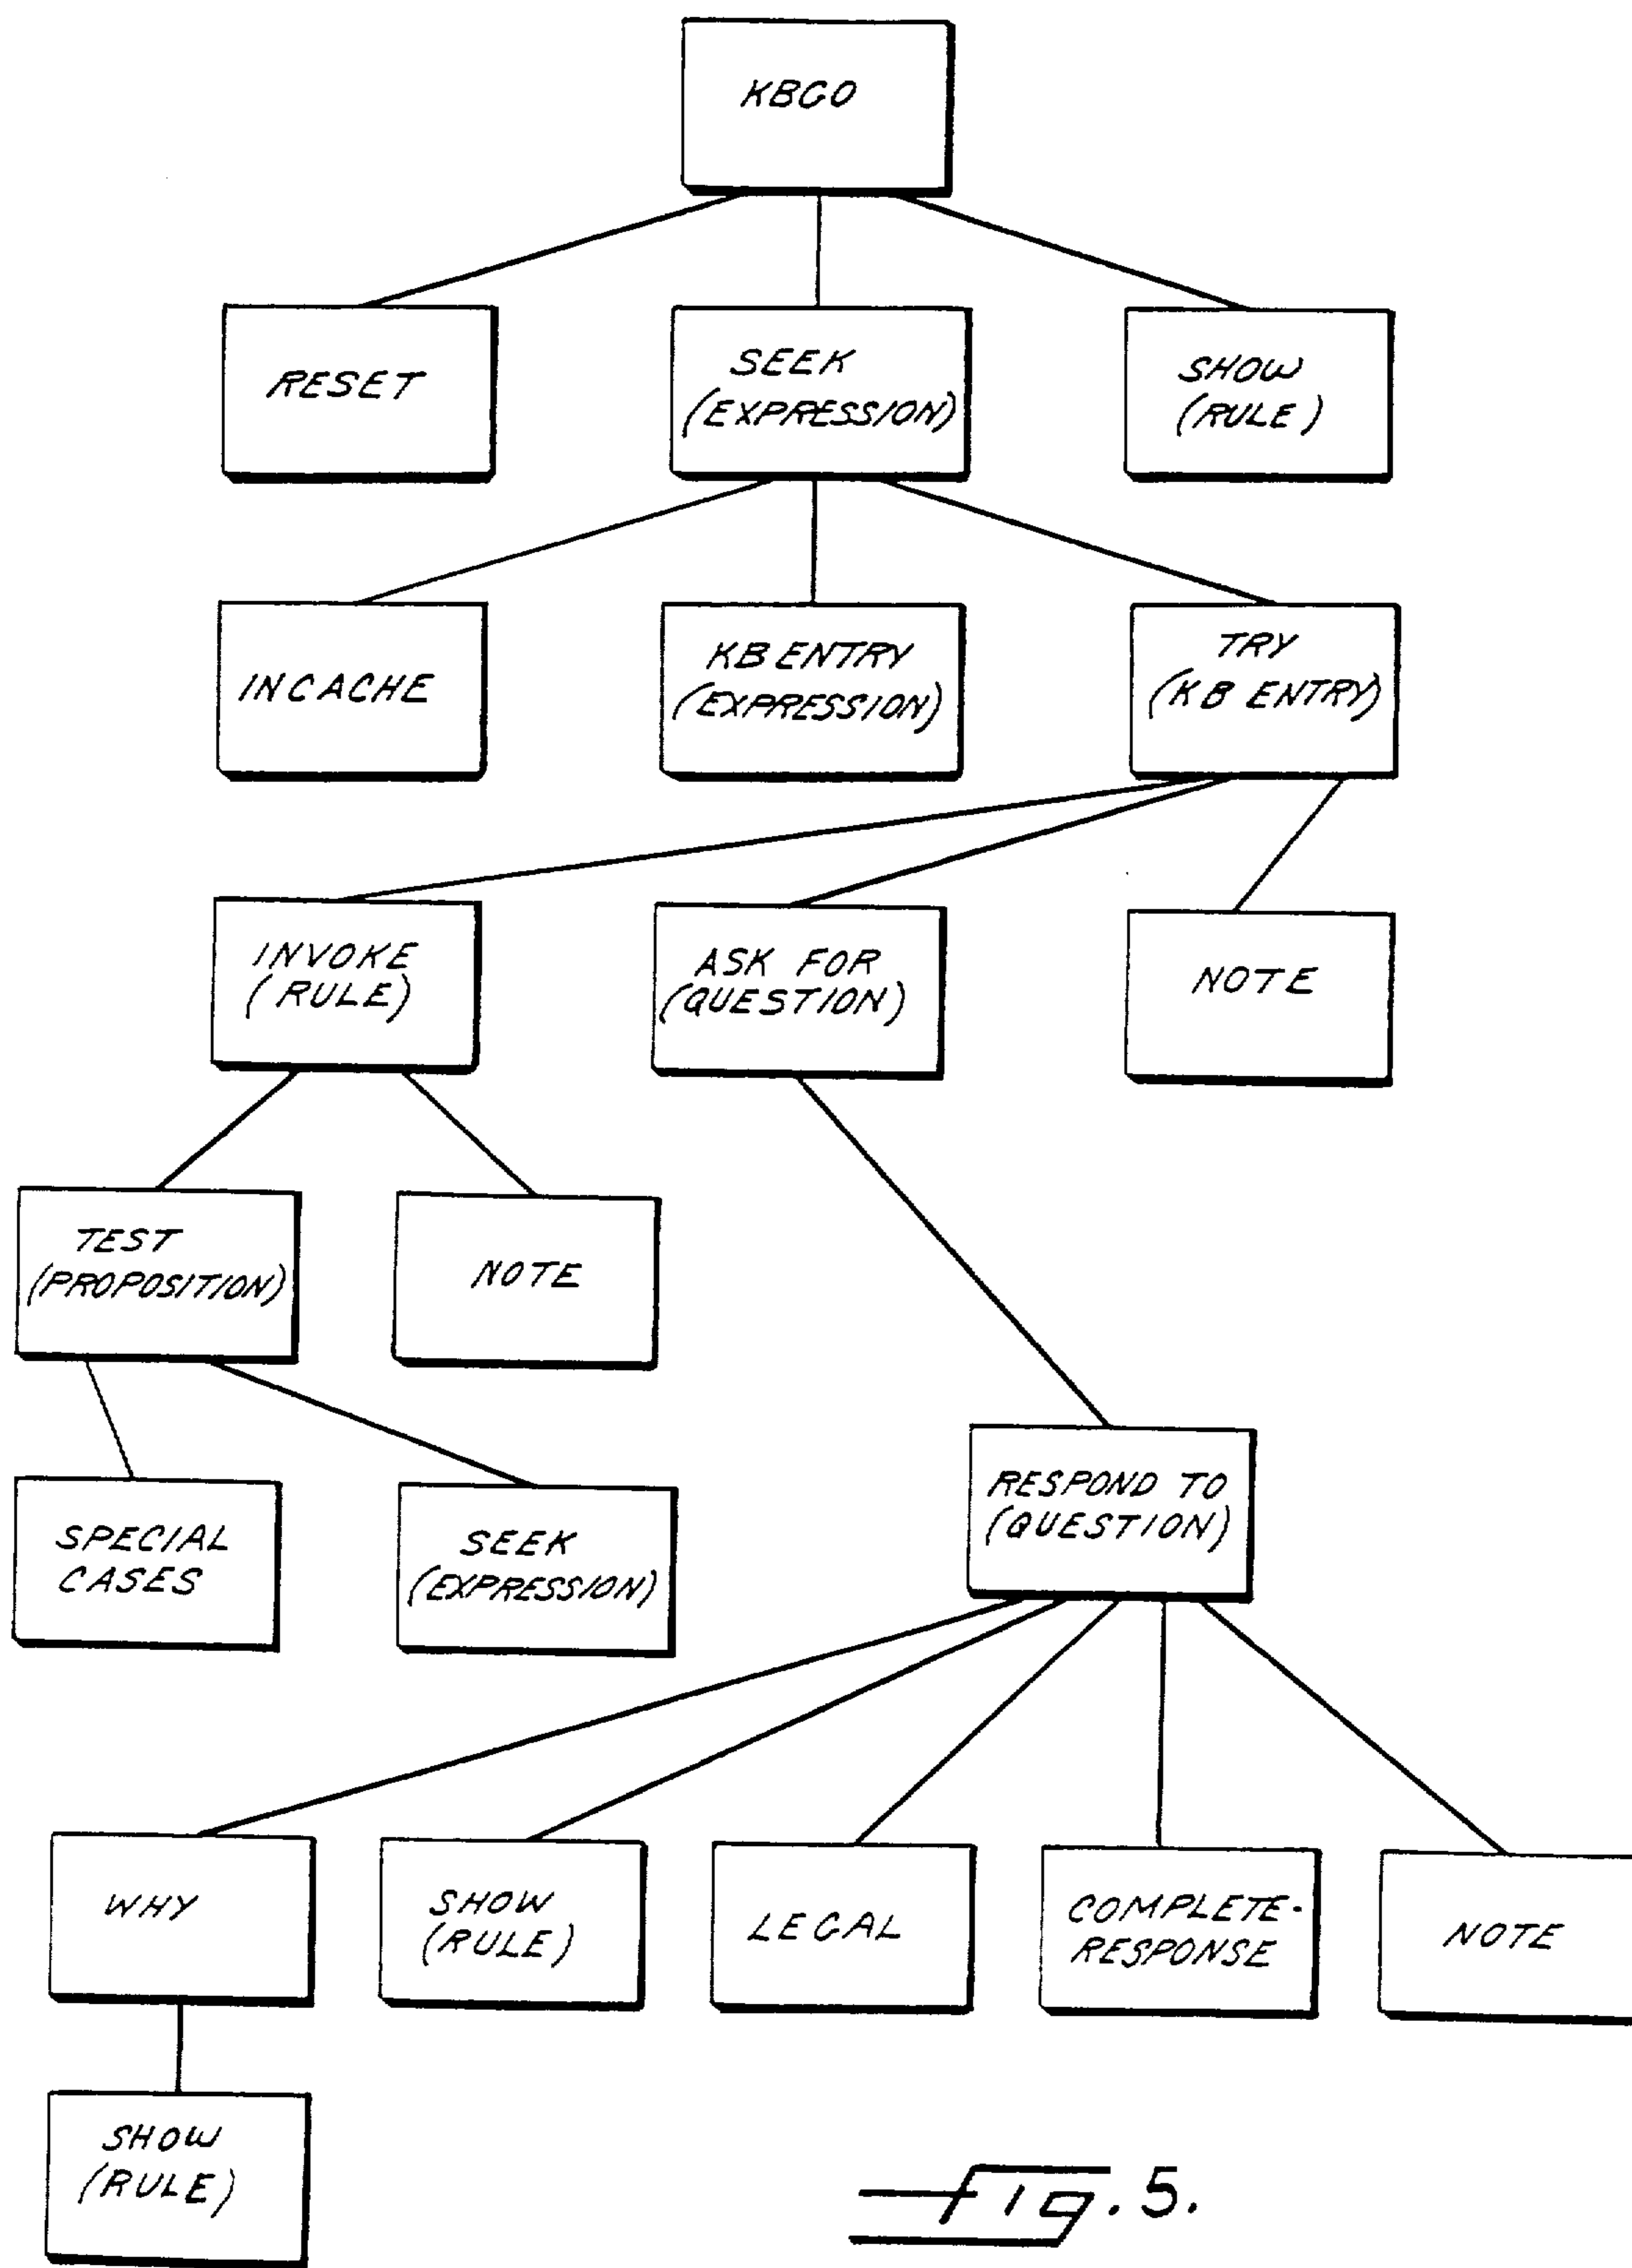 KBGO
RESET
SEEK
(EXPRESSION)
SHOW
(RULE)
INCACHE
KB ENTRY
(EXPRESSION)
TRY
(KB ENTRY)
INVOKE
(RULE)
ASK FOR
(QUESTION)
NOTE
TEST
(PROPOSITION)
NOTE
SPECIAL
CASES
SEEK
(EXPRESSION)
RESPOND TO
(QUESTION)
WHY
SHOW
(RULE)
LEGAL
COMPLETE-
RESPONSE
NOTE
SHOW
(RULE)
Fig. 5.